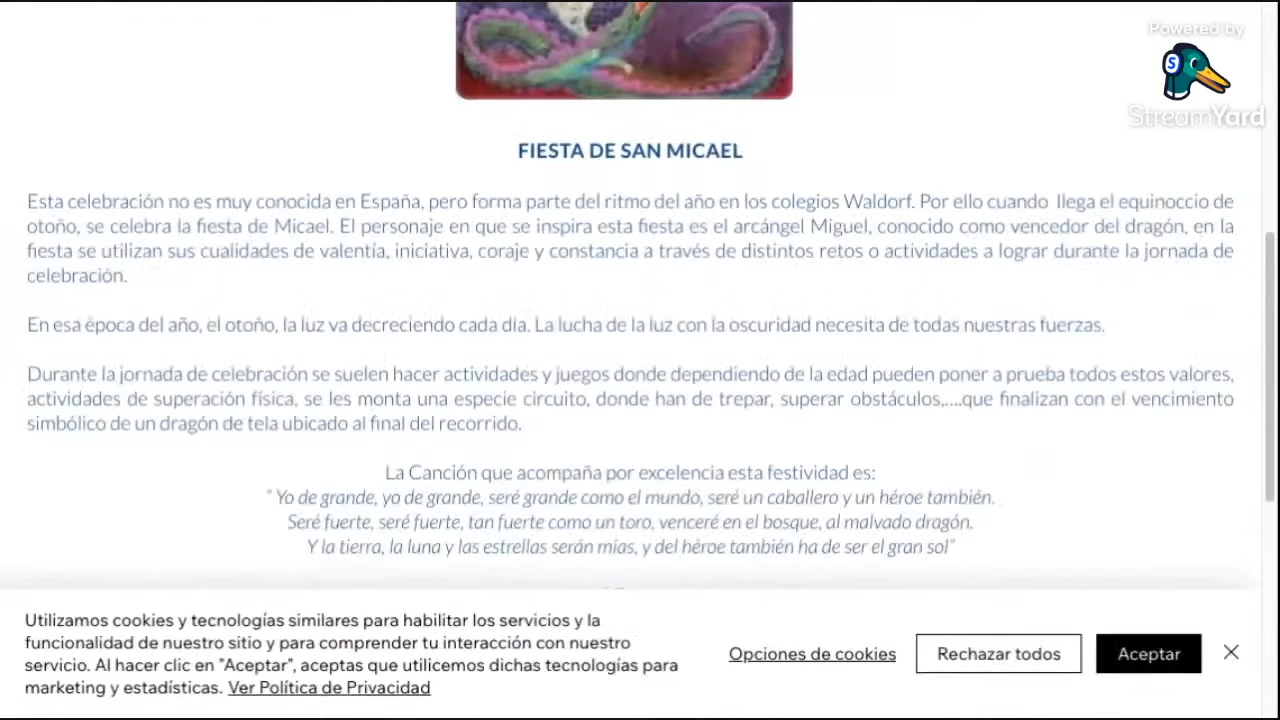 Powered by
StreamYard
FIESTA DE SAN MICAEL
Esta celebración no es muy conocida en España, pero forma parte del ritmo del año en los colegios Waldorf. Por ello cuando llega el equinoccio de
otoño, se celebra la fiesta de Micael. El personaje en que se inspira esta fiesta es el arcángel Miguel, conocido como vencedor del dragón, en la
fiesta se utilizan sus cualidades de valentía, iniciativa, coraje y constancia a través de distintos retos o actividades a lograr durante la jornada de
celebración.
En esa época del año, el otoño, la luz va decreciendo cada día. La lucha de la luz con la oscuridad necesita de todas nuestras fuerzas.
Durante la jornada de celebración se suelen hacer actividades y juegos donde dependiendo de la edad pueden poner a prueba todos estos valores,
actividades de superación física, se les monta una especie circuito, donde han de trepar, superar obstáculos,....que finalizan con el vencimiento
simbólico de un dragón de tela ubicado al final del recorrido.
La Canción que acompaña por excelencia esta festividad es:
" Yo de grande, yo de grande, seré grande como el mundo, seré un caballero y un héroe también.
Seré fuerte, seré fuerte, tan fuerte como un toro, venceré en el bosque, al malvado dragón.
Y la tierra, la luna y las estrellas serán mías, y del héroe también ha de ser el gran sol"
Utilizamos cookies y tecnologías similares para habilitar los servicios y la
funcionalidad de nuestro sitio y para comprender tu interacción con nuestro
servicio. Al hacer clic en "Aceptar", aceptas que utilicemos dichas tecnologías para
marketing y estadísticas. Ver Política de Privacidad
Opciones de cookies
Rechazar todos
Aceptar